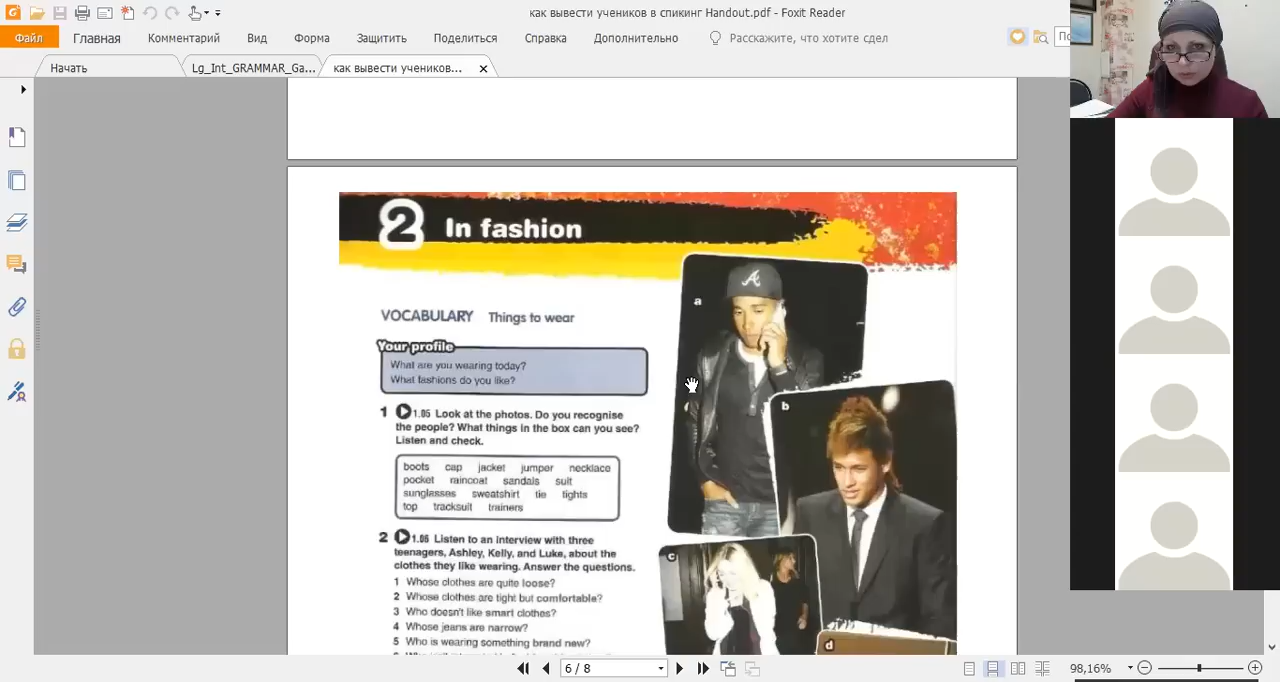 как вывести учеников в спикинг Handout.pdf - Foxit Reader
Файл Главная Комментарий Вид Форма Защитить Поделиться Справка Дополнительно Расскажите, что хотите сдел
Начать Lg_Int_GRAMMAR_Ga... как вывести учеников...
2 In fashion
VOCABULARY Things to wear
Your profile
What are you wearing today?
What fashions do you like?
1 1.05 Look at the photos. Do you recognise
the people? What things in the box can you see?
Listen and check.
boots cap jacket jumper necklace
pocket raincoat sandals suit
sunglasses sweatshirt tie tights
top tracksuit trainers
2 1.06 Listen to an interview with three
teenagers, Ashley, Kelly, and Luke, about the
clothes they like wearing. Answer the questions.
1 Whose clothes are quite loose?
2 Whose clothes are tight but comfortable?
3 Who doesn't like smart clothes?
4 Whose jeans are narrow?
5 Who is wearing something brand new?
a
A
b
c
d
6 / 8
98,16%